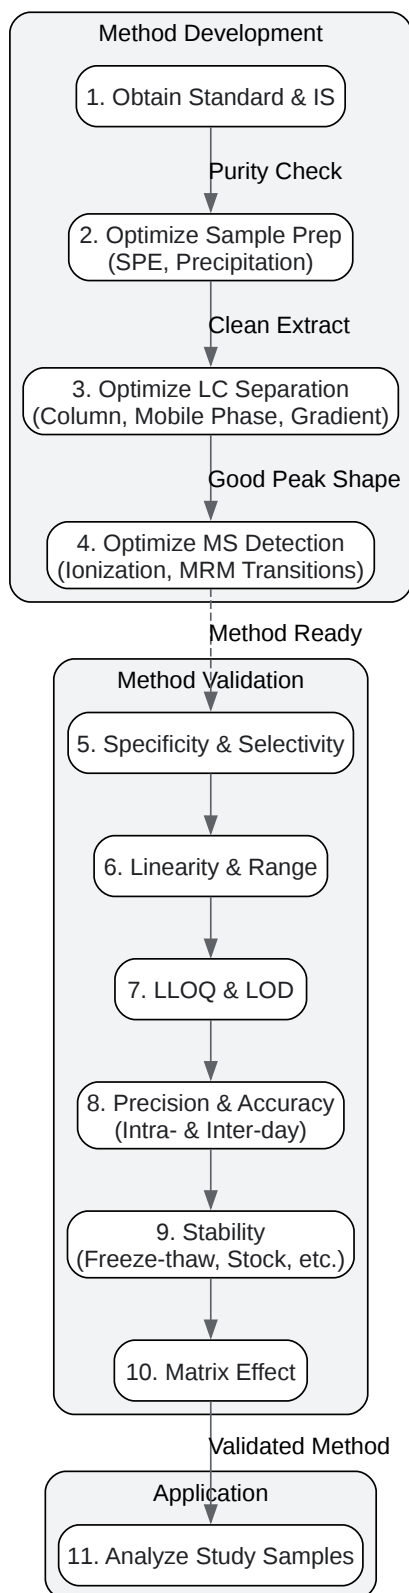 Method Development
1. Obtain Standard & IS
Purity Check
2. Optimize Sample Prep
(SPE, Precipitation)
Clean Extract
3. Optimize LC Separation
(Column, Mobile Phase, Gradient)
Good Peak Shape
4. Optimize MS Detection
(Ionization, MRM Transitions)
Method Ready
Method Validation
5. Specificity & Selectivity
6. Linearity & Range
7. LLOQ & LOD
8. Precision & Accuracy
(Intra- & Inter-day)
9. Stability
(Freeze-thaw, Stock, etc.)
10. Matrix Effect
Validated Method
Application
11. Analyze Study Samples